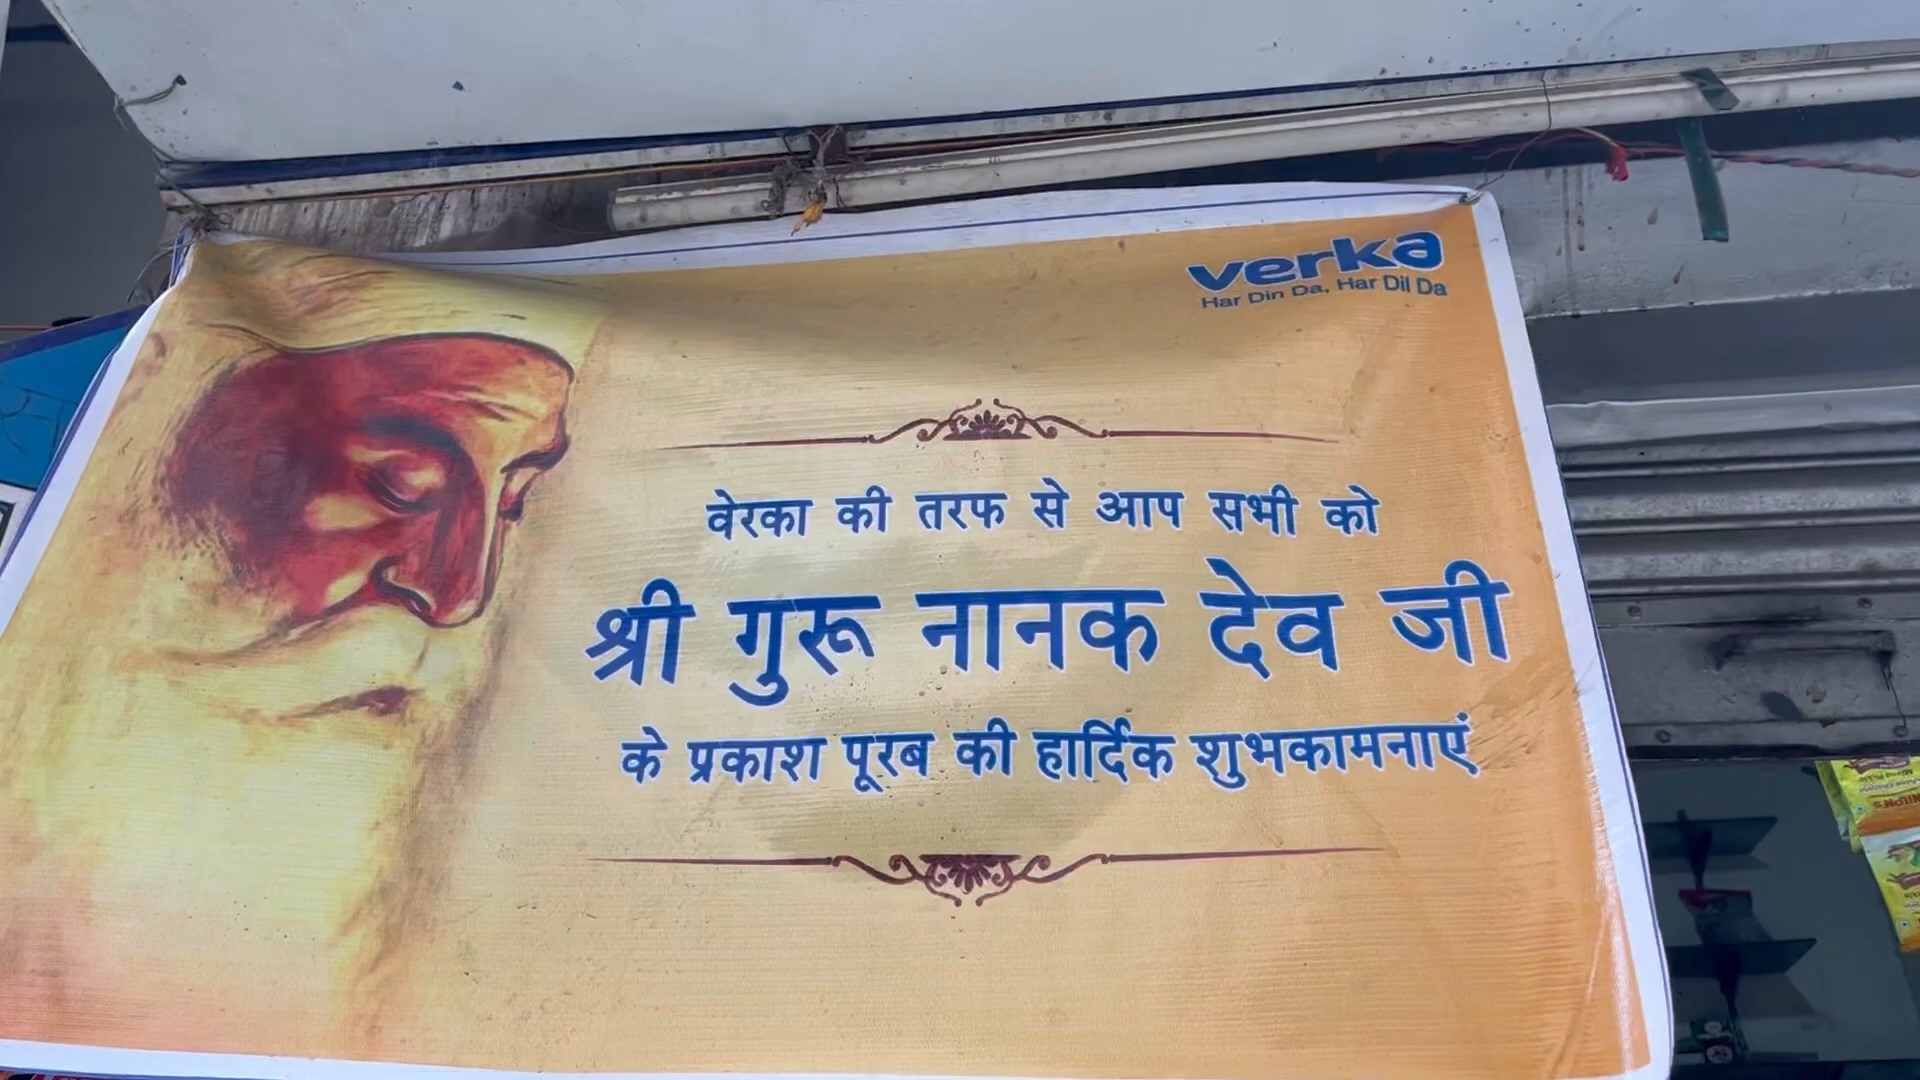 verka
Har Din Da, Har Dil Da
वेरका की तरफ से आप सभी को
श्री गुरू नानक देव जी
के प्रकाश पूरब की हार्दिक शुभकामनाएं